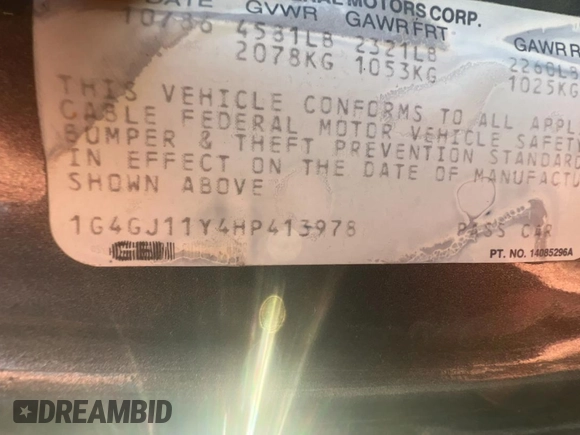 DATE GVWR GAWR FRT GAWR R
MOTORS CORP.
10/86 4581LB 2321LB 2260LB
2078KG 1053KG 1025KG
THIS VEHICLE CONFORMS TO ALL APPLI
CABLE FEDERAL MOTOR VEHICLE SAFETY
BUMPER & THEFT PREVENTION STANDARD
IN EFFECT ON THE DATE OF MANUFACTU
SHOWN ABOVE
1G4GJ11Y4HP413978 PASS CAR
PT. NO. 14085296A
DREAMBID